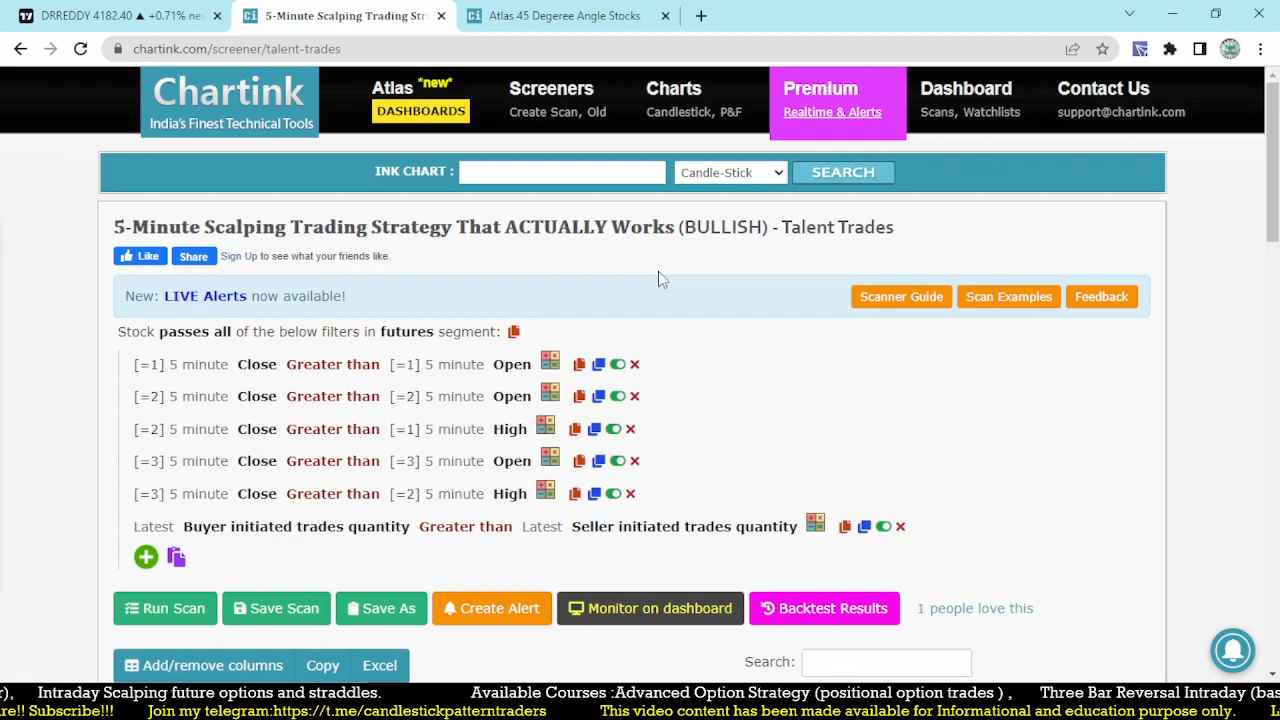 DRREDDY 4182.40 ▲ +0.71%
5-Minute Scalping Trading Str
Atlas 45 Degeree Angle Stocks
chartink.com/screener/talent-trades
Chartink
India's Finest Technical Tools
Atlas *new*
DASHBOARDS
Screeners
Create Scan, Old
Charts
Candlestick, P&F
Premium
Realtime & Alerts
Dashboard
Scans, Watchlists
Contact Us
support@chartink.com
INK CHART :
Candle-Stick
SEARCH
5-Minute Scalping Trading Strategy That ACTUALLY Works (BULLISH) - Talent Trades
Like
Share
Sign Up to see what your friends like.
New: LIVE Alerts now available!
Scanner Guide
Scan Examples
Feedback
Stock passes all of the below filters in futures segment:
[=1] 5 minute Close Greater than [=1] 5 minute Open
[=2] 5 minute Close Greater than [=2] 5 minute Open
[=2] 5 minute Close Greater than [=1] 5 minute High
[=3] 5 minute Close Greater than [=3] 5 minute Open
[=3] 5 minute Close Greater than [=2] 5 minute High
Latest Buyer initiated trades quantity Greater than Latest Seller initiated trades quantity
Run Scan
Save Scan
Save As
Create Alert
Monitor on dashboard
Backtest Results
1 people love this
Add/remove columns
Copy
Excel
Search:
r), Intraday Scalping future options and straddles. Available Courses :Advanced Option Strategy (positional option trades ) , Three Bar Reversal Intraday (bas
re!! Subscribe!!! Join my telegram:https://t.me/candlestickpatterntraders This video content has been made available for Informational and education purpose only. L